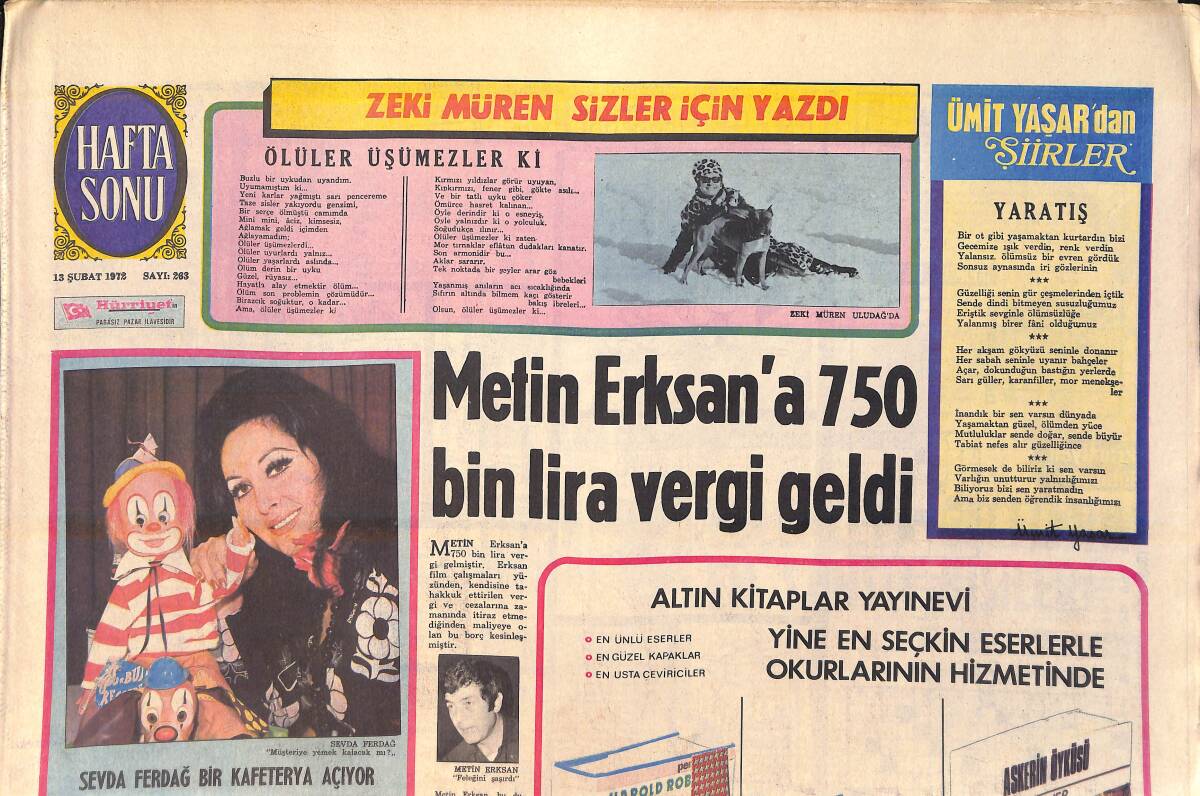 HAFTA
SONU
13 ŞUBAT 1972 SAYI: 263
Hürriyet'in
PARASIZ PAZAR İLAVESİDİR
ZEKİ MÜREN SİZLER İÇİN YAZDI
ÖLÜLER ÜŞÜMEZLER Kİ
Buzlu bir uykudan uyandım.
Uyumamıştım ki...
Yeni karlar yağmıştı sarı pencereme
Taze sisler yakıyordu genzimi,
Bir serçe ölmüştü camımda
Mini mini, âciz, kimsesiz,
Ağlamak geldi içimden
Ağlayamadım;
Ölüler üşümezlerdi...
Ölüler uyurlardı yalnız...
Ölüler yaşarlardı aslında...
Ölüm derin bir uyku
Güzel, rüyasız...
Hayatla alay etmektir ölüm...
Ölüm son problemin çözümüdür...
Birazcık soğuktur, o kadar...
Ama, ölüler üşümezler ki
Kırmızı yıldızlar görür uyuyan,
Kıpkırmızı, fener gibi, gökte asılı...
Ve bir tatlı uyku çöker
Ömürce hasret kalınan...
Öyle derindir ki o esneyiş,
Öyle yalnızdır ki o yolculuk,
Soğudukça ılınır...
Ölüler üşümezler ki zaten
Mor tırnaklar eflâtun dudakları kanatır.
Son armonidir bu...
Aklar sararır.
Tek noktada bir şeyler arar göz
bebekleri
Yaşanmış anıların acı sıcaklığında
Sıfırın altında bilmem kaçı gösterir
bakış ibreleri...
Olsun, ölüler üşümezler ki...
ZEKİ MÜREN ULUDAĞ'DA
ÜMİT YAŞAR'dan
ŞİİRLER
YARATIŞ
Bir ot gibi yaşamaktan kurtardın bizi
Gecemize ışık verdin, renk verdin
Yalansız, ölümsüz bir evren gördük
Sonsuz aynasında iri gözlerinin
***
Güzelliği senin gür çeşmelerinden içtik
Sende dindi bitmeyen susuzluğumuz
Eriştik sevginle ölümsüzlüğe
Yalanmış birer fâni olduğumuz
***
Her akşam gökyüzü seninle donanır
Her sabah seninle uyanır bahçeler
Açar, dokunduğun bastığın yerlerde
Sarı güller, karanfiller, mor menekşe-
ler
***
İnandık bir sen varsın dünyada
Yaşamaktan güzel, ölümden yüce
Mutluluklar sende doğar, sende büyür
Tabiat nefes alır güzelliğince
***
Görmesek de biliriz ki sen varsın
Varlığın unutturur yalnızlığımızı
Biliyoruz bizi sen yaratmadın
Ama biz senden öğrendik insanlığımızı
Ümit Yaşar
Metin Erksan'a 750
bin lira vergi geldi
METİN Erksan'a
750 bin lira ver-
gi gelmiştir. Erksan
film çalışmaları yü-
zünden, kendisine ta-
hakkuk ettirilen ver-
gi ve cezalarına za-
manında itiraz etme-
diğinden maliyeye o-
lan bu borç kesinleş-
miştir.
METİN ERKSAN
"Feleğini şaşırdı"
Metin Erksan bu du
SEVDA FERDAĞ
"Müşteriye yemek kalacak mı?"
SEVDA FERDAĞ BİR KAFETERYA AÇIYOR
ALTIN KİTAPLAR YAYINEVİ
EN ÜNLÜ ESERLER
EN GÜZEL KAPAKLAR
EN USTA ÇEVİRİCİLER
YİNE EN SEÇKİN ESERLERLE
OKURLARININ HİZMETİNDE
HAROLD ROB
ASKERİN ÖYKÜSÜ